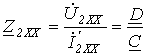 Z̲₂XX = U̇₂XX / İ′₂XX = D̲ / C̲